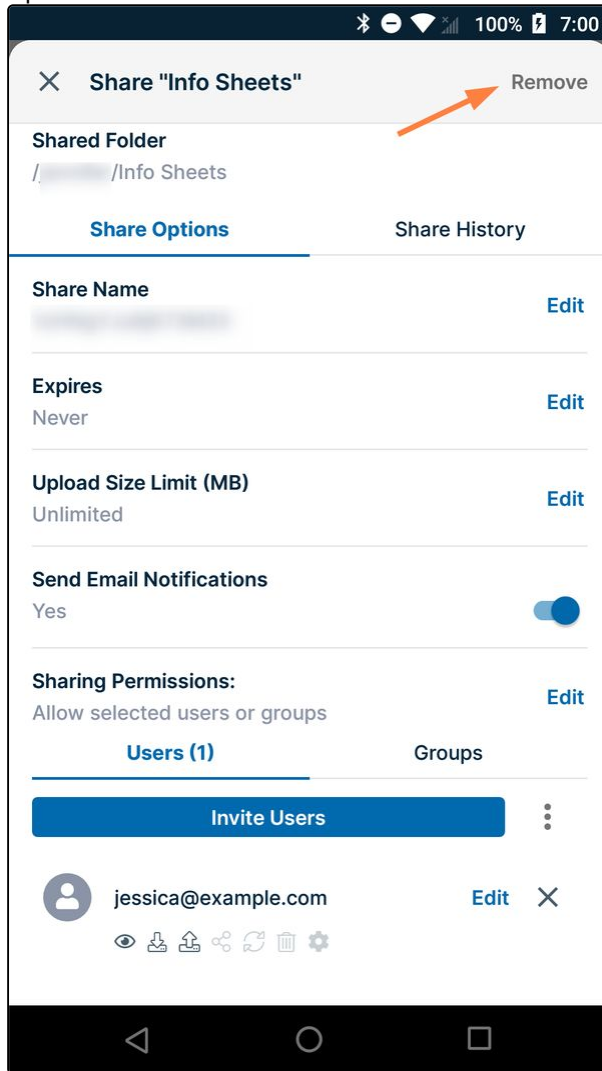 100% 7:00
Share "Info Sheets" Remove
Shared Folder
/ /Info Sheets
Share Options Share History
Share Name
Edit
Expires
Never
Edit
Upload Size Limit (MB)
Unlimited
Edit
Send Email Notifications
Yes
Sharing Permissions:
Allow selected users or groups
Edit
Users (1) Groups
Invite Users
jessica@example.com Edit